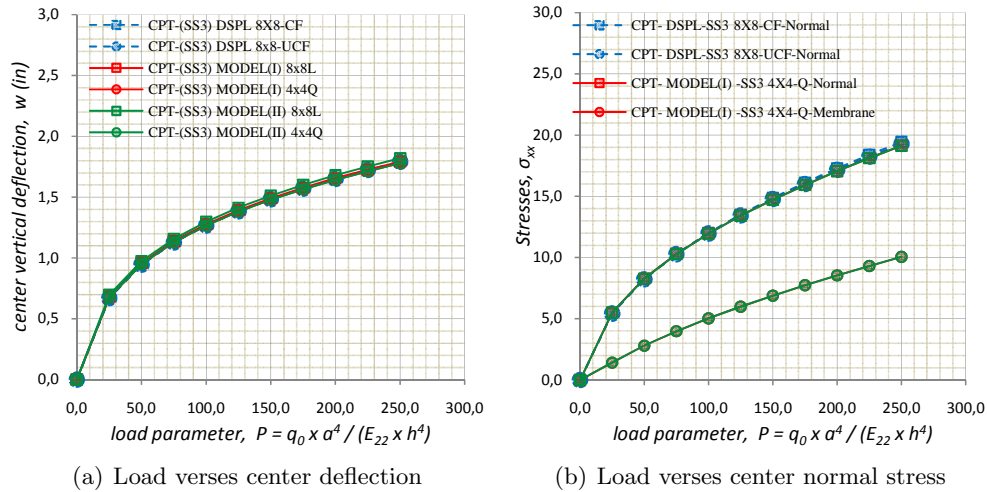 3,0
2,5
2,0
1,5
1,0
0,5
0,0
center vertical deflection, w (in)
CPT-(SS3) DSPL 8X8-CF
CPT-(SS3) DSPL 8x8-UCF
CPT-(SS3) MODEL(I) 8x8L
CPT-(SS3) MODEL(I) 4x4Q
CPT-(SS3) MODEL(II) 8x8L
CPT-(SS3) MODEL(II) 4x4Q
0,0 50,0 100,0 150,0 200,0 250,0 300,0
load parameter, P = q₀ x a⁴ / (E₂₂ x h⁴)
(a) Load verses center deflection
30,0
25,0
20,0
15,0
10,0
5,0
0,0
Stresses, σₓₓ
CPT- DSPL-SS3 8X8-CF-Normal
CPT- DSPL-SS3 8X8-UCF-Normal
CPT- MODEL(I) -SS3 4X4-Q-Normal
CPT- MODEL(I) -SS3 4X4-Q-Membrane
0,0 50,0 100,0 150,0 200,0 250,0 300,0
load parameter, P = q₀ x a⁴ / (E₂₂ x h⁴)
(b) Load verses center normal stress